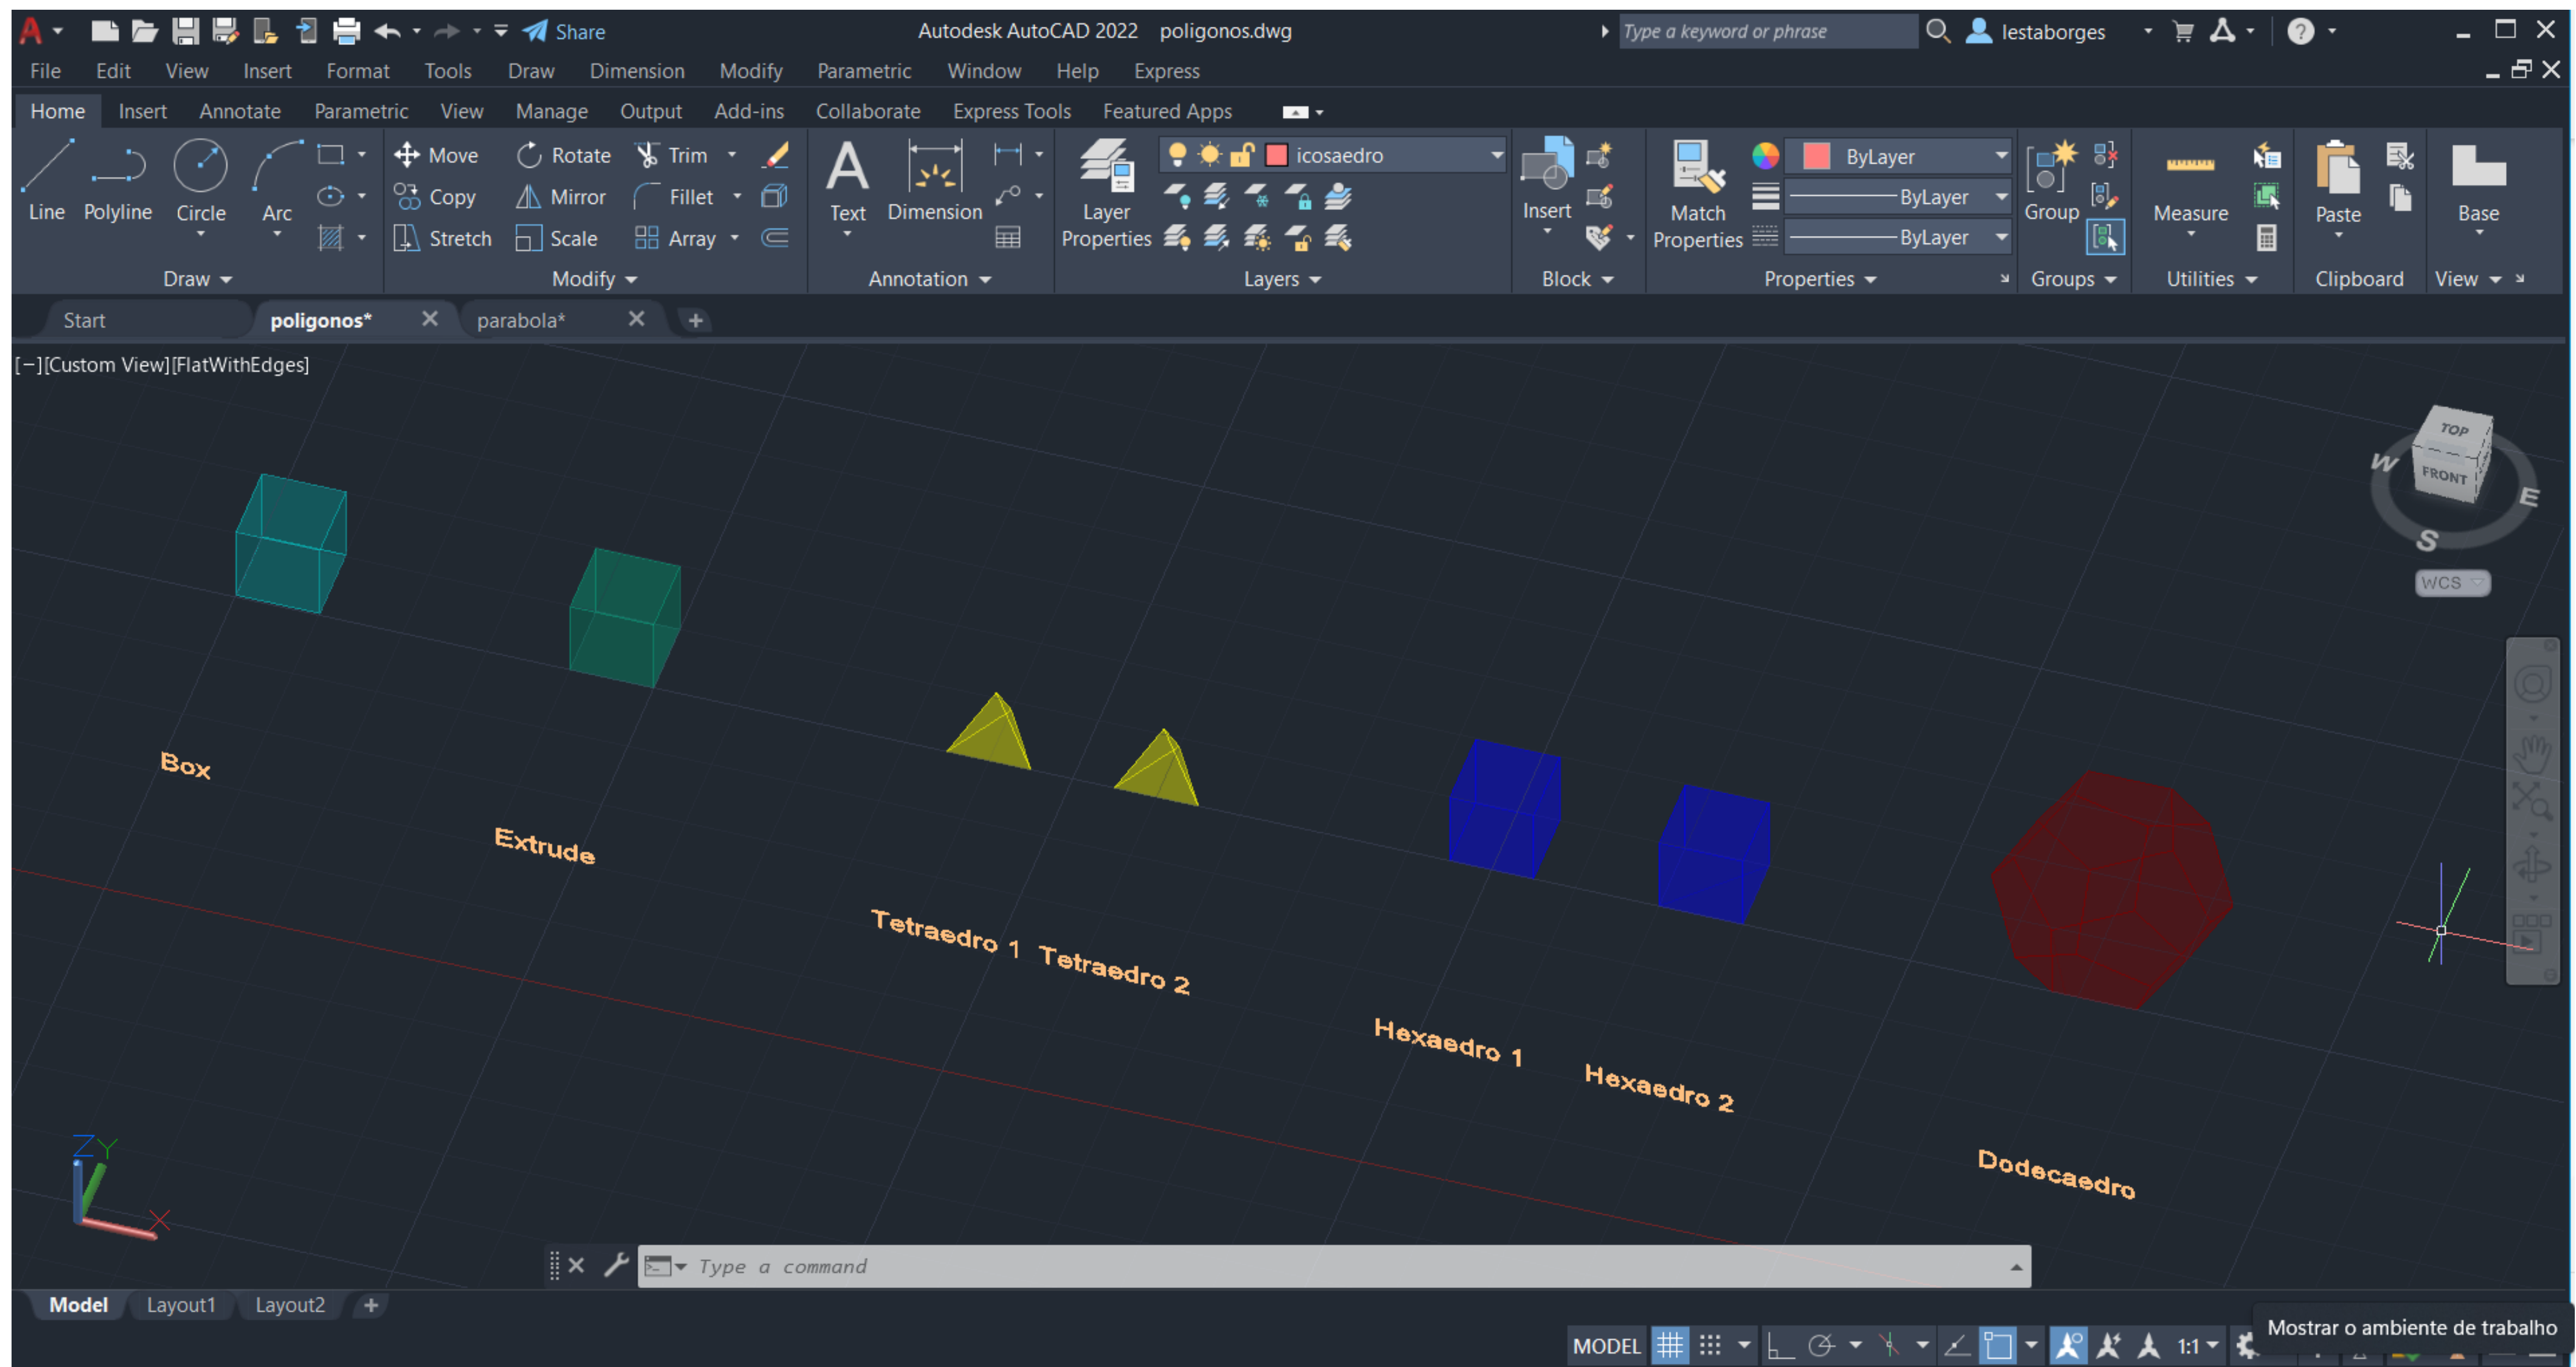 Share
Autodesk AutoCAD 2022 poligonos.dwg
Type a keyword or phrase
lestaborges
File Edit View Insert Format Tools Draw Dimension Modify Parametric Window Help Express
Home Insert Annotate Parametric View Manage Output Add-ins Collaborate Express Tools Featured Apps
Line Polyline Circle Arc
Move Rotate Trim
Copy Mirror Fillet
Stretch Scale Array
Text Dimension
Layer Properties
icosaedro
Insert
Match Properties
ByLayer
ByLayer
ByLayer
Group
Measure
Paste
Base
Draw Modify Annotation Layers Block Properties Groups Utilities Clipboard View
Start poligonos* parabola*
[−][Custom View][FlatWithEdges]
TOP
FRONT
W
E
S
WCS
Box
Extrude
Tetraedro 1 Tetraedro 2
Hexaedro 1
Hexaedro 2
Dodecaedro
Z Y
X
Type a command
Model Layout1 Layout2
MODEL
1:1
Mostrar o ambiente de trabalho